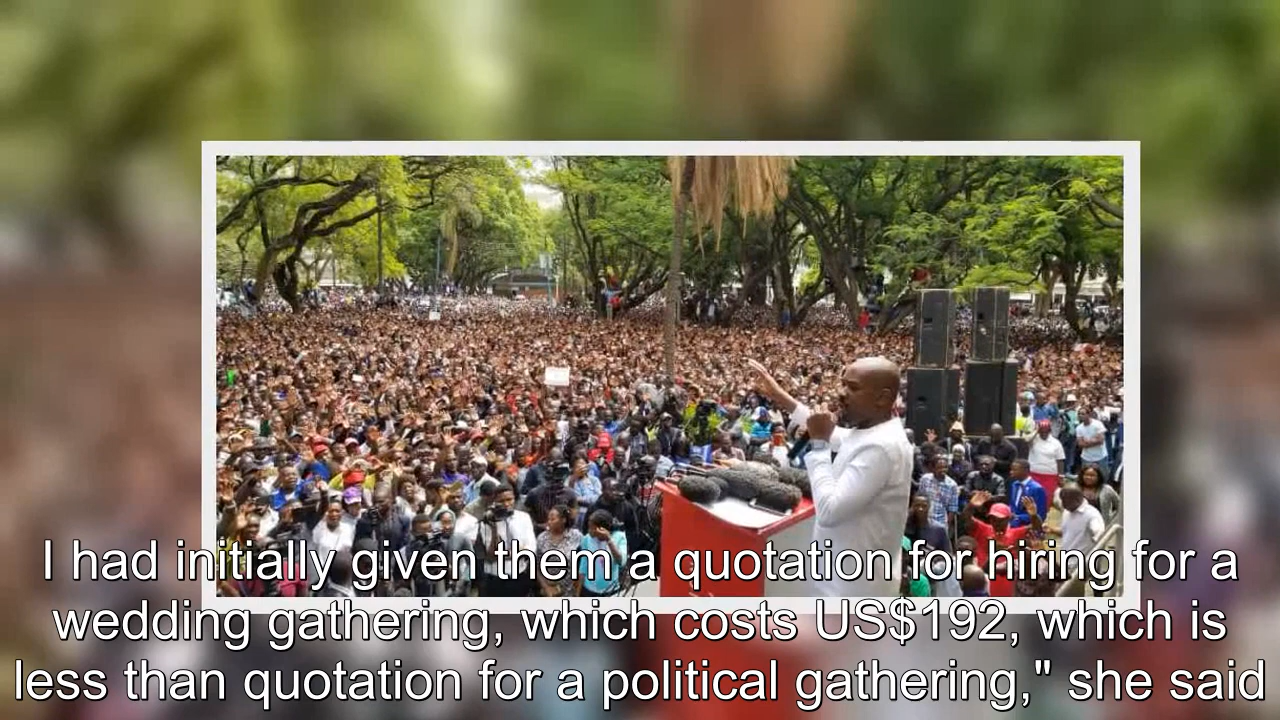 I had initially given them a quotation for hiring for a
wedding gathering, which costs US$192, which is
less than quotation for a political gathering," she said